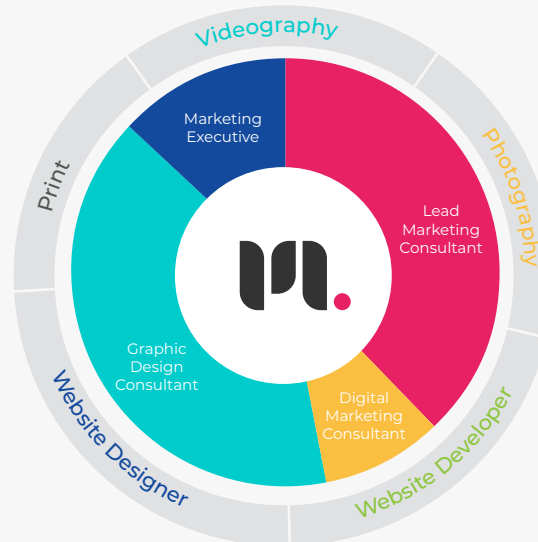 Videography
Photography
Print
Marketing
Executive
Lead
Marketing
Consultant
Graphic
Design
Consultant
Digital
Marketing
Consultant
Website Designer
Website Developer